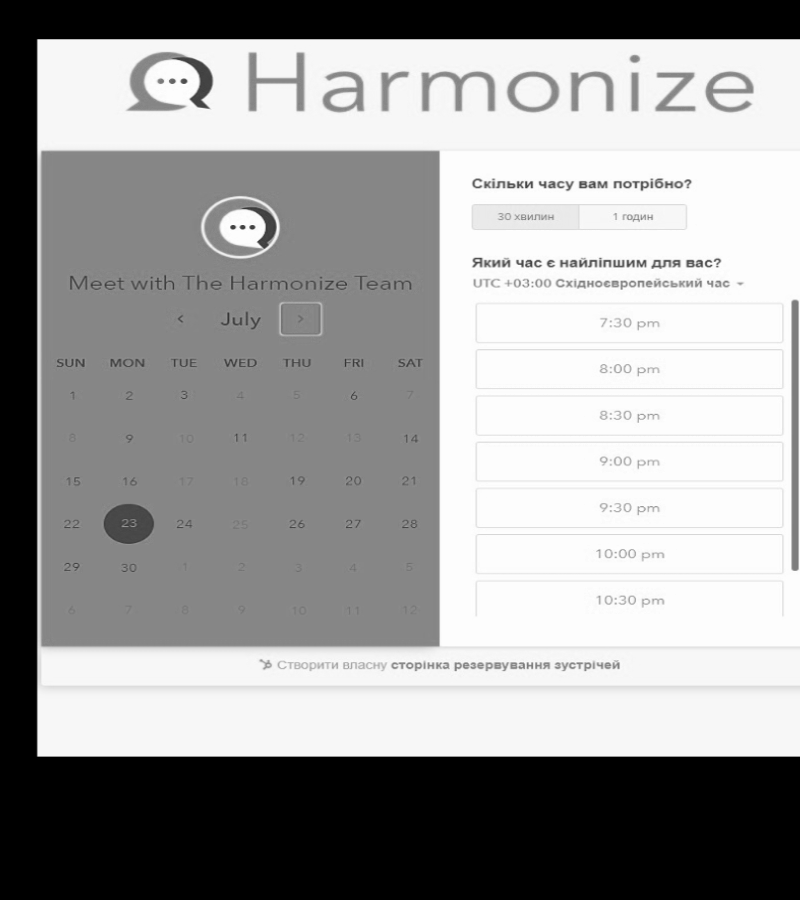 Harmonize
Meet with The Harmonize Team
July
SUN MON TUE WED THU FRI SAT
1 2 3 4 5 6 7
8 9 10 11 12 13 14
15 16 17 18 19 20 21
22 23 24 25 26 27 28
29 30 1 2 3 4 5
6 7 8 9 10 11 12
Скільки часу вам потрібно?
30 хвилин 1 годин
Який час є найліпшим для вас?
UTC +03:00 Східноєвропейський час
7:30 pm
8:00 pm
8:30 pm
9:00 pm
9:30 pm
10:00 pm
10:30 pm
Створити власну сторінка резервування зустрічей